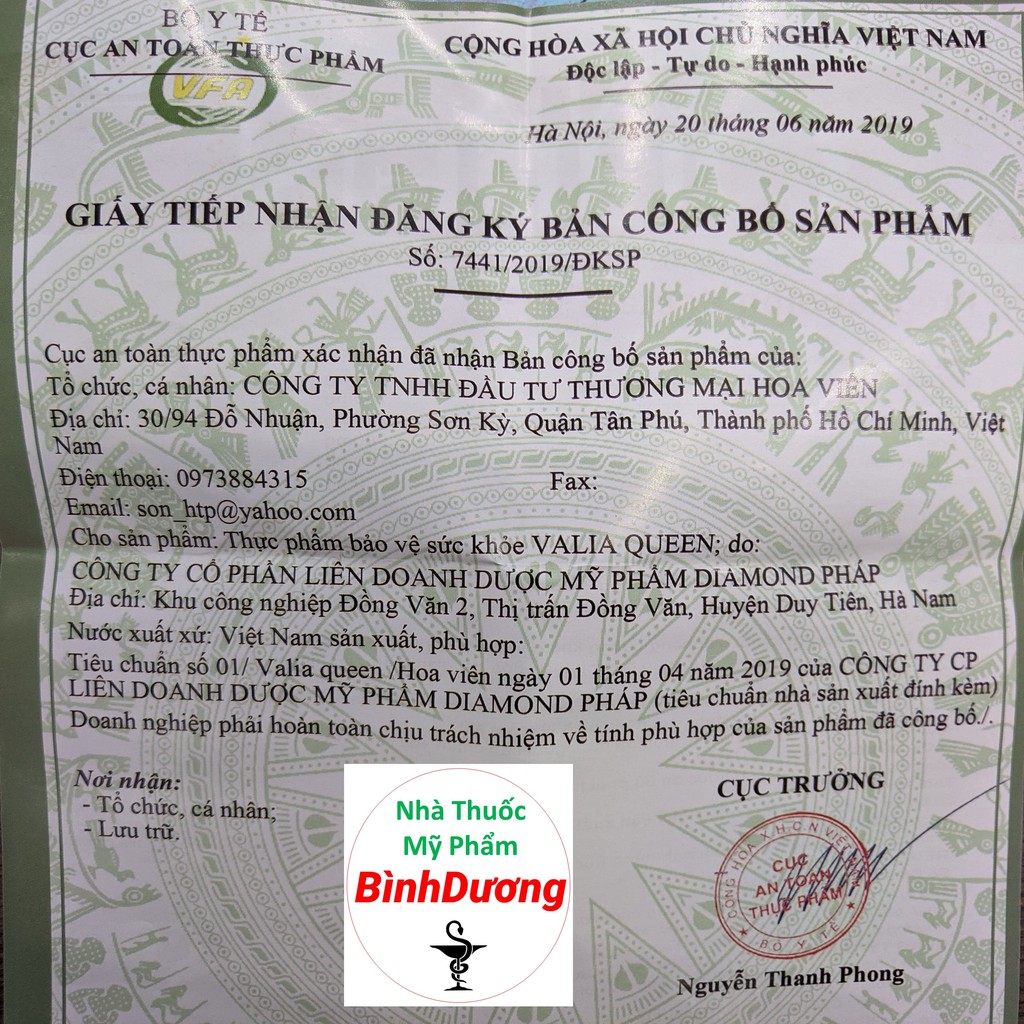 BỘ Y TẾ
CỤC AN TOÀN THỰC PHẨM
VFA
CỘNG HÒA XÃ HỘI CHỦ NGHĨA VIỆT NAM
Độc lập - Tự do - Hạnh phúc
Hà Nội, ngày 20 tháng 06 năm 2019
GIẤY TIẾP NHẬN ĐĂNG KÝ BẢN CÔNG BỐ SẢN PHẨM
Số: 7441/2019/ĐKSP
Cục an toàn thực phẩm xác nhận đã nhận Bản công bố sản phẩm của:
Tổ chức, cá nhân: CÔNG TY TNHH ĐẦU TƯ THƯƠNG MẠI HOA VIÊN
Địa chỉ: 30/94 Đỗ Nhuận, Phường Sơn Kỳ, Quận Tân Phú, Thành phố Hồ Chí Minh, Việt
Nam
Điện thoại: 0973884315 Fax:
Email: son_htp@yahoo.com
Cho sản phẩm: Thực phẩm bảo vệ sức khỏe VALIA QUEEN; do:
CÔNG TY CỔ PHẦN LIÊN DOANH DƯỢC MỸ PHẨM DIAMOND PHÁP
Địa chỉ: Khu công nghiệp Đồng Văn 2, Thị trấn Đồng Văn, Huyện Duy Tiên, Hà Nam
Nước xuất xứ: Việt Nam sản xuất, phù hợp:
Tiêu chuẩn số 01/ Valia queen /Hoa viên ngày 01 tháng 04 năm 2019 của CÔNG TY CP
LIÊN DOANH DƯỢC MỸ PHẨM DIAMOND PHÁP (tiêu chuẩn nhà sản xuất đính kèm)
Doanh nghiệp phải hoàn toàn chịu trách nhiệm về tính phù hợp của sản phẩm đã công bố./.
Nơi nhận:
- Tổ chức, cá nhân;
- Lưu trữ.
Nhà Thuốc
Mỹ Phẩm
BìnhDương
CỤC TRƯỞNG
CỘNG HÒA X.H.C.N VIỆT NAM
CỤC
AN TOÀN
THỰC PHẨM
BỘ Y TẾ
Nguyễn Thanh Phong